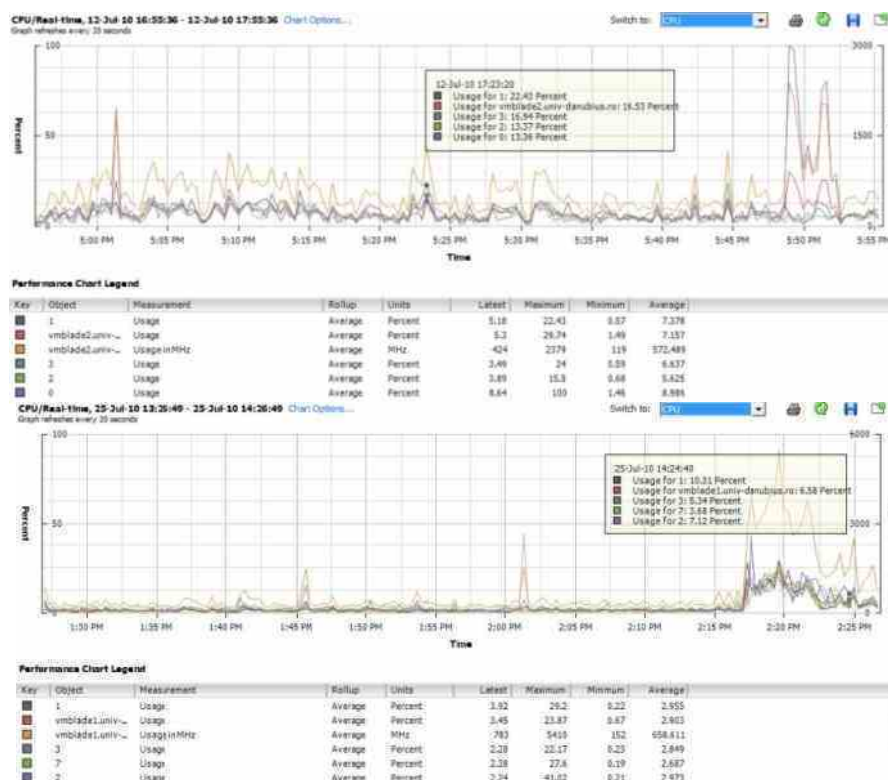 CPU/Real-time, 12-Jul-10 16:55:36 - 12-Jul-10 17:55:36 Chart Options...
Switch to: CPU
Graph refreshes every 20 seconds
100
3000
12-Jul-10 17:23:20
Usage for 1: 22.43 Percent
Usage for vmblade2.univ-danubius.ro: 16.53 Percent
Usage for 3: 16.94 Percent
Usage for 2: 13.37 Percent
Usage for 0: 13.36 Percent
Percent
50
1500
0
0
5:00 PM 5:05 PM 5:10 PM 5:15 PM 5:20 PM 5:25 PM 5:30 PM 5:35 PM 5:40 PM 5:45 PM 5:50 PM 5:55 PM
Time
Performance Chart Legend
Key Object Measurement Rollup Units Latest Maximum Minimum Average
1 Usage Average Percent 5.18 22.43 0.57 7.378
vmblade2.univ-... Usage Average Percent 5.3 29.74 1.49 7.157
vmblade2.univ-... Usage in MHz Average MHz 424 2379 119 572.489
3 Usage Average Percent 3.49 24 0.59 6.637
2 Usage Average Percent 3.89 15.5 0.68 5.625
0 Usage Average Percent 8.64 100 1.46 8.986
CPU/Real-time, 25-Jul-10 13:26:49 - 25-Jul-10 14:26:49 Chart Options...
Switch to: CPU
Graph refreshes every 20 seconds
100
6000
25-Jul-10 14:24:40
Usage for 1: 10.31 Percent
Usage for vmblade1.univ-danubius.ro: 6.58 Percent
Usage for 3: 5.34 Percent
Usage for 7: 3.68 Percent
Usage for 2: 7.12 Percent
Percent
50
3000
0
0
1:30 PM 1:35 PM 1:40 PM 1:45 PM 1:50 PM 1:55 PM 2:00 PM 2:05 PM 2:10 PM 2:15 PM 2:20 PM 2:25 PM
Time
Performance Chart Legend
Key Object Measurement Rollup Units Latest Maximum Minimum Average
1 Usage Average Percent 3.92 29.2 0.22 2.955
vmblade1.univ-... Usage Average Percent 3.45 23.87 0.67 2.903
vmblade1.univ-... Usage in MHz Average MHz 783 5410 152 658.611
3 Usage Average Percent 2.28 22.17 0.23 2.849
7 Usage Average Percent 2.28 27.6 0.19 2.687
2 Usage Average Percent 2.24 41.02 0.21 2.973